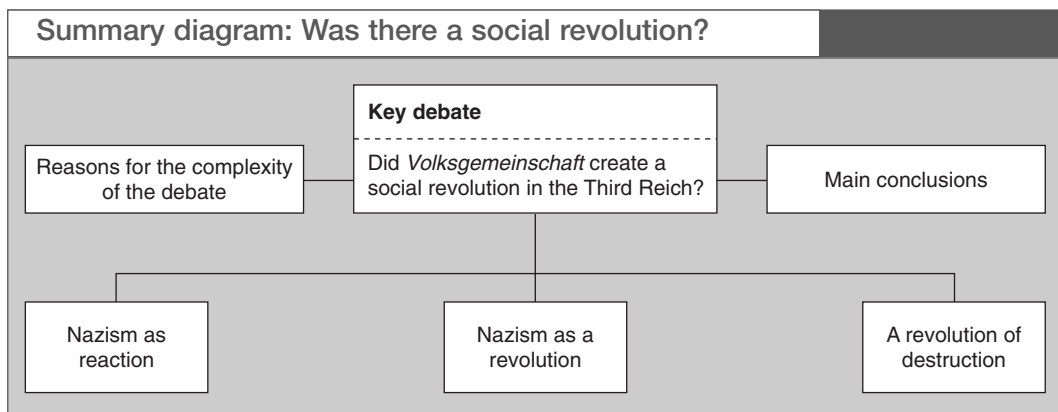 Summary diagram: Was there a social revolution?
Key debate
Did Volksgemeinschaft create a
social revolution in the Third Reich?
Reasons for the complexity
of the debate
Main conclusions
Nazism as
reaction
Nazism as a
revolution
A revolution of
destruction